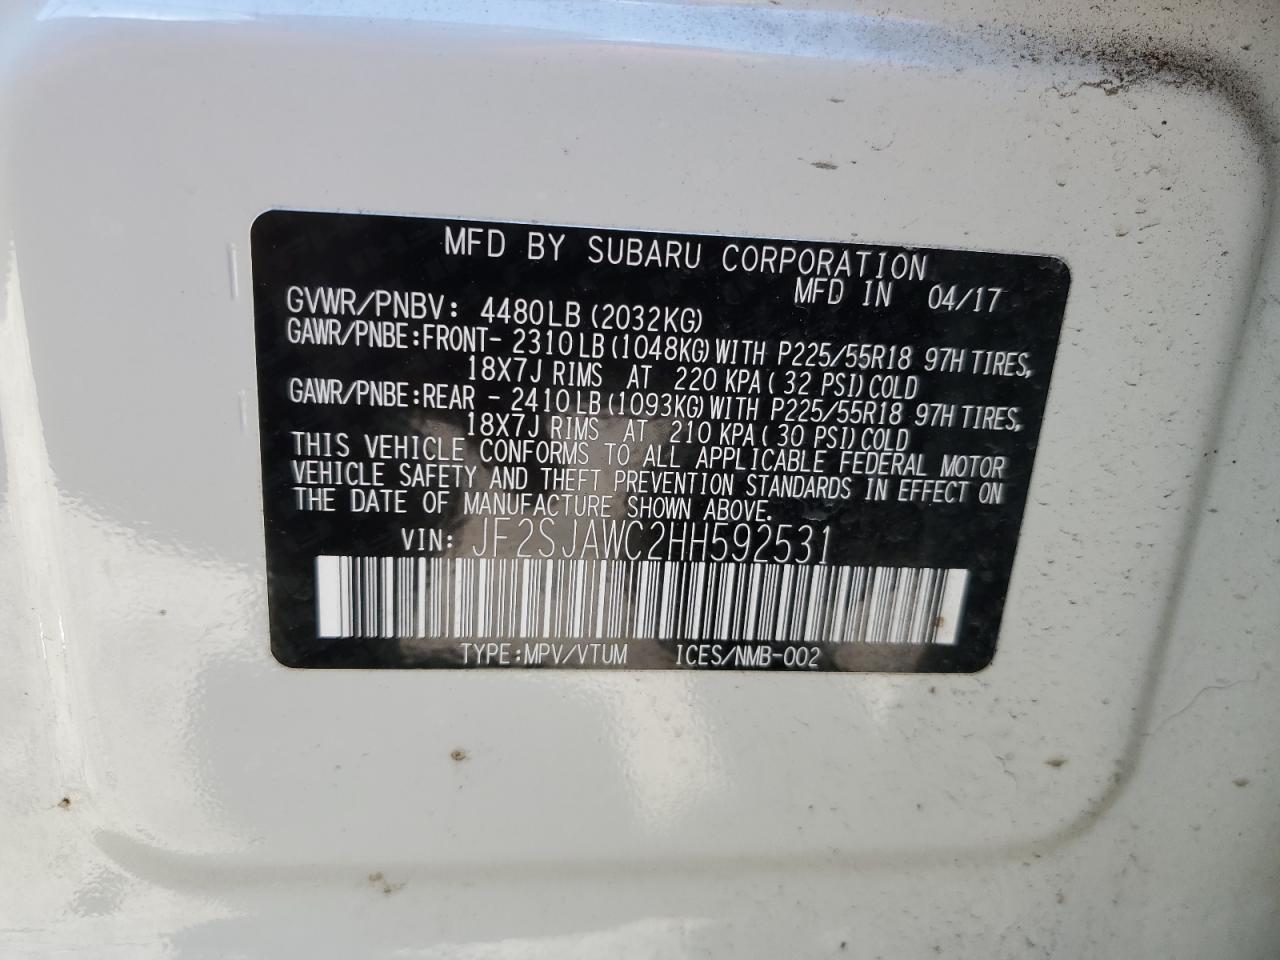 MFD BY SUBARU CORPORATION
MFD IN 04/17
GVWR/PNBV: 4480LB (2032KG)
GAWR/PNBE:FRONT- 2310LB (1048KG) WITH P225/55R18 97H TIRES,
18X7J RIMS AT 220 KPA ( 32 PSI) COLD
GAWR/PNBE:REAR - 2410LB (1093KG) WITH P225/55R18 97H TIRES,
18X7J RIMS AT 210 KPA ( 30 PSI) COLD
THIS VEHICLE CONFORMS TO ALL APPLICABLE FEDERAL MOTOR
VEHICLE SAFETY AND THEFT PREVENTION STANDARDS IN EFFECT ON
THE DATE OF MANUFACTURE SHOWN ABOVE.
VIN: JF2SJAWC2HH592531
TYPE:MPV/VTUM ICES/NMB-002